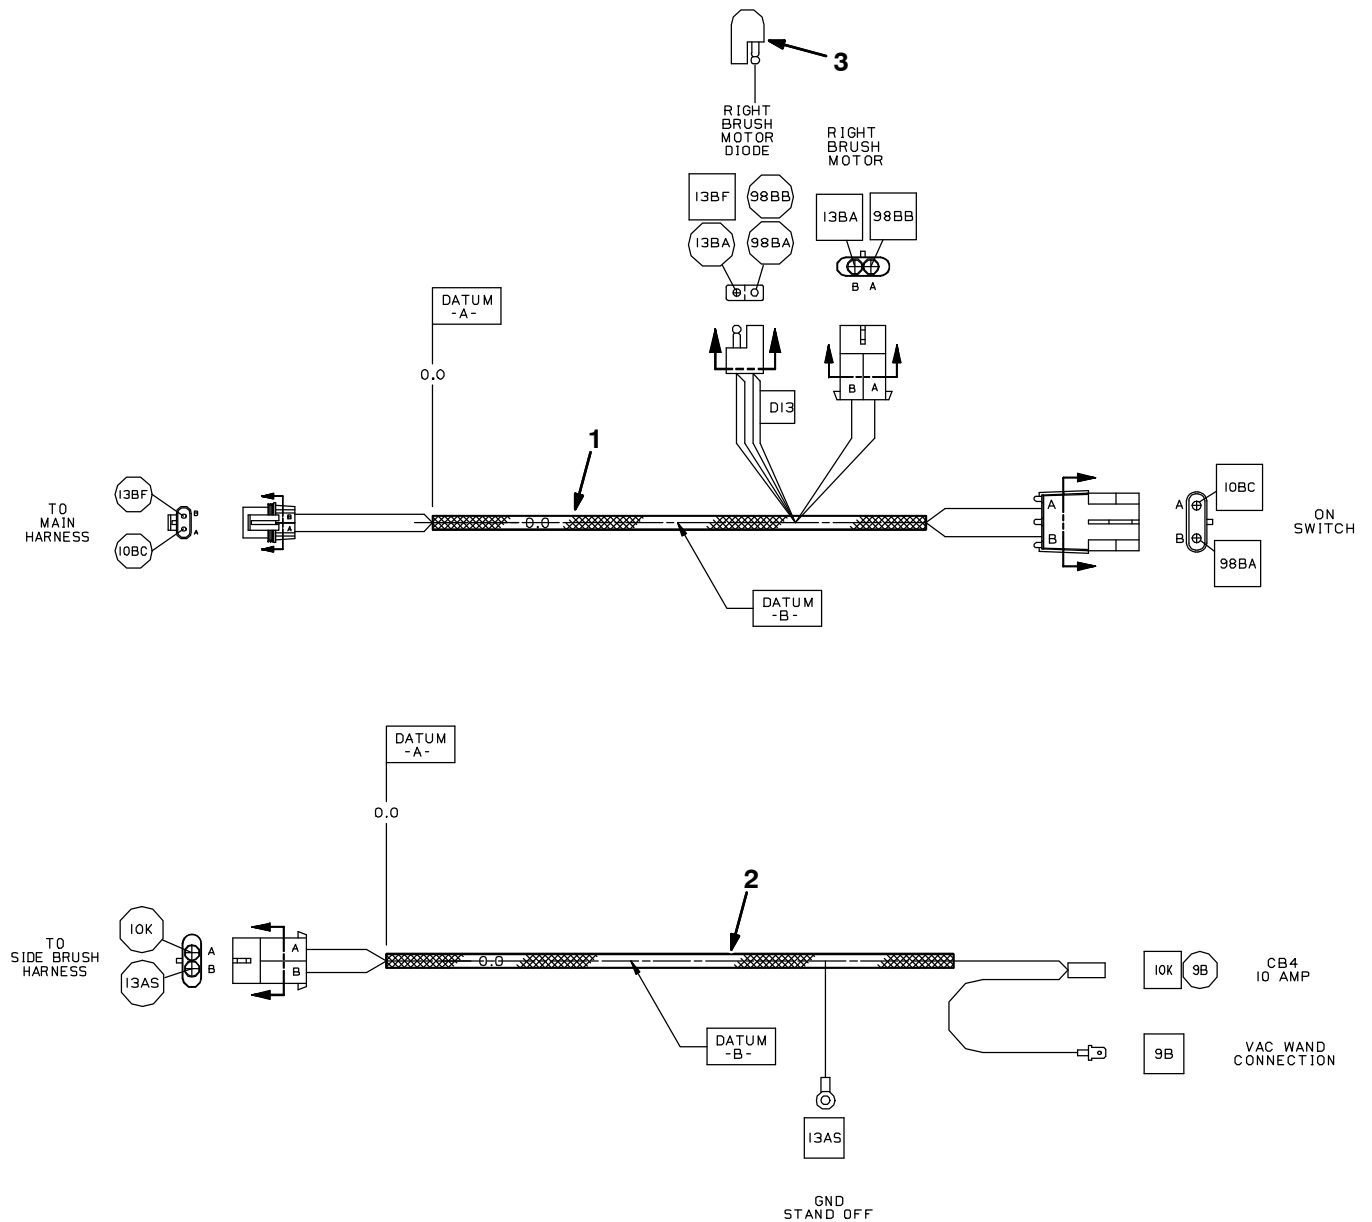 3
RIGHT
BRUSH
MOTOR
DIODE
RIGHT
BRUSH
MOTOR
13BF
98BB
13BA
98BB
13BA
98BA
B A
DATUM
-A-
0.0
B A
D13
1
TO
MAIN
HARNESS
13BF
B
A
10BC
B
A
0.0
A
B
A
B
10BC
98BA
ON
SWITCH
DATUM
-B-
DATUM
-A-
0.0
2
TO
SIDE BRUSH
HARNESS
10K
13AS
A
B
A
B
0.0
10K
9B
CB4
10 AMP
DATUM
-B-
9B
VAC WAND
CONNECTION
13AS
GND
STAND OFF